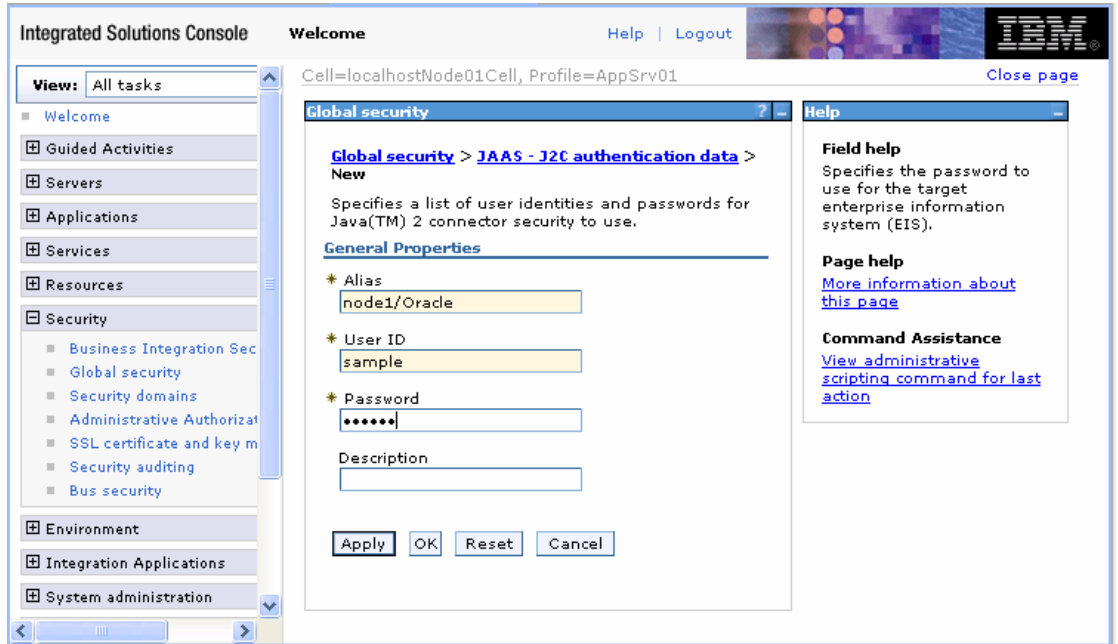 Integrated Solutions Console
Welcome
Help | Logout
IBM®
View: All tasks
Welcome
Guided Activities
Servers
Applications
Services
Resources
Security
Business Integration Sec
Global security
Security domains
Administrative Authorizat
SSL certificate and key m
Security auditing
Bus security
Environment
Integration Applications
System administration
Cell=localhostNode01Cell, Profile=AppSrv01
Close page
Global security
? –
Global security > JAAS - J2C authentication data >
New
Specifies a list of user identities and passwords for
Java(TM) 2 connector security to use.
General Properties
* Alias
node1/Oracle
* User ID
sample
* Password
••••••
Description
Apply OK Reset Cancel
Help
–
Field help
Specifies the password to
use for the target
enterprise information
system (EIS).
Page help
More information about
this page
Command Assistance
View administrative
scripting command for last
action